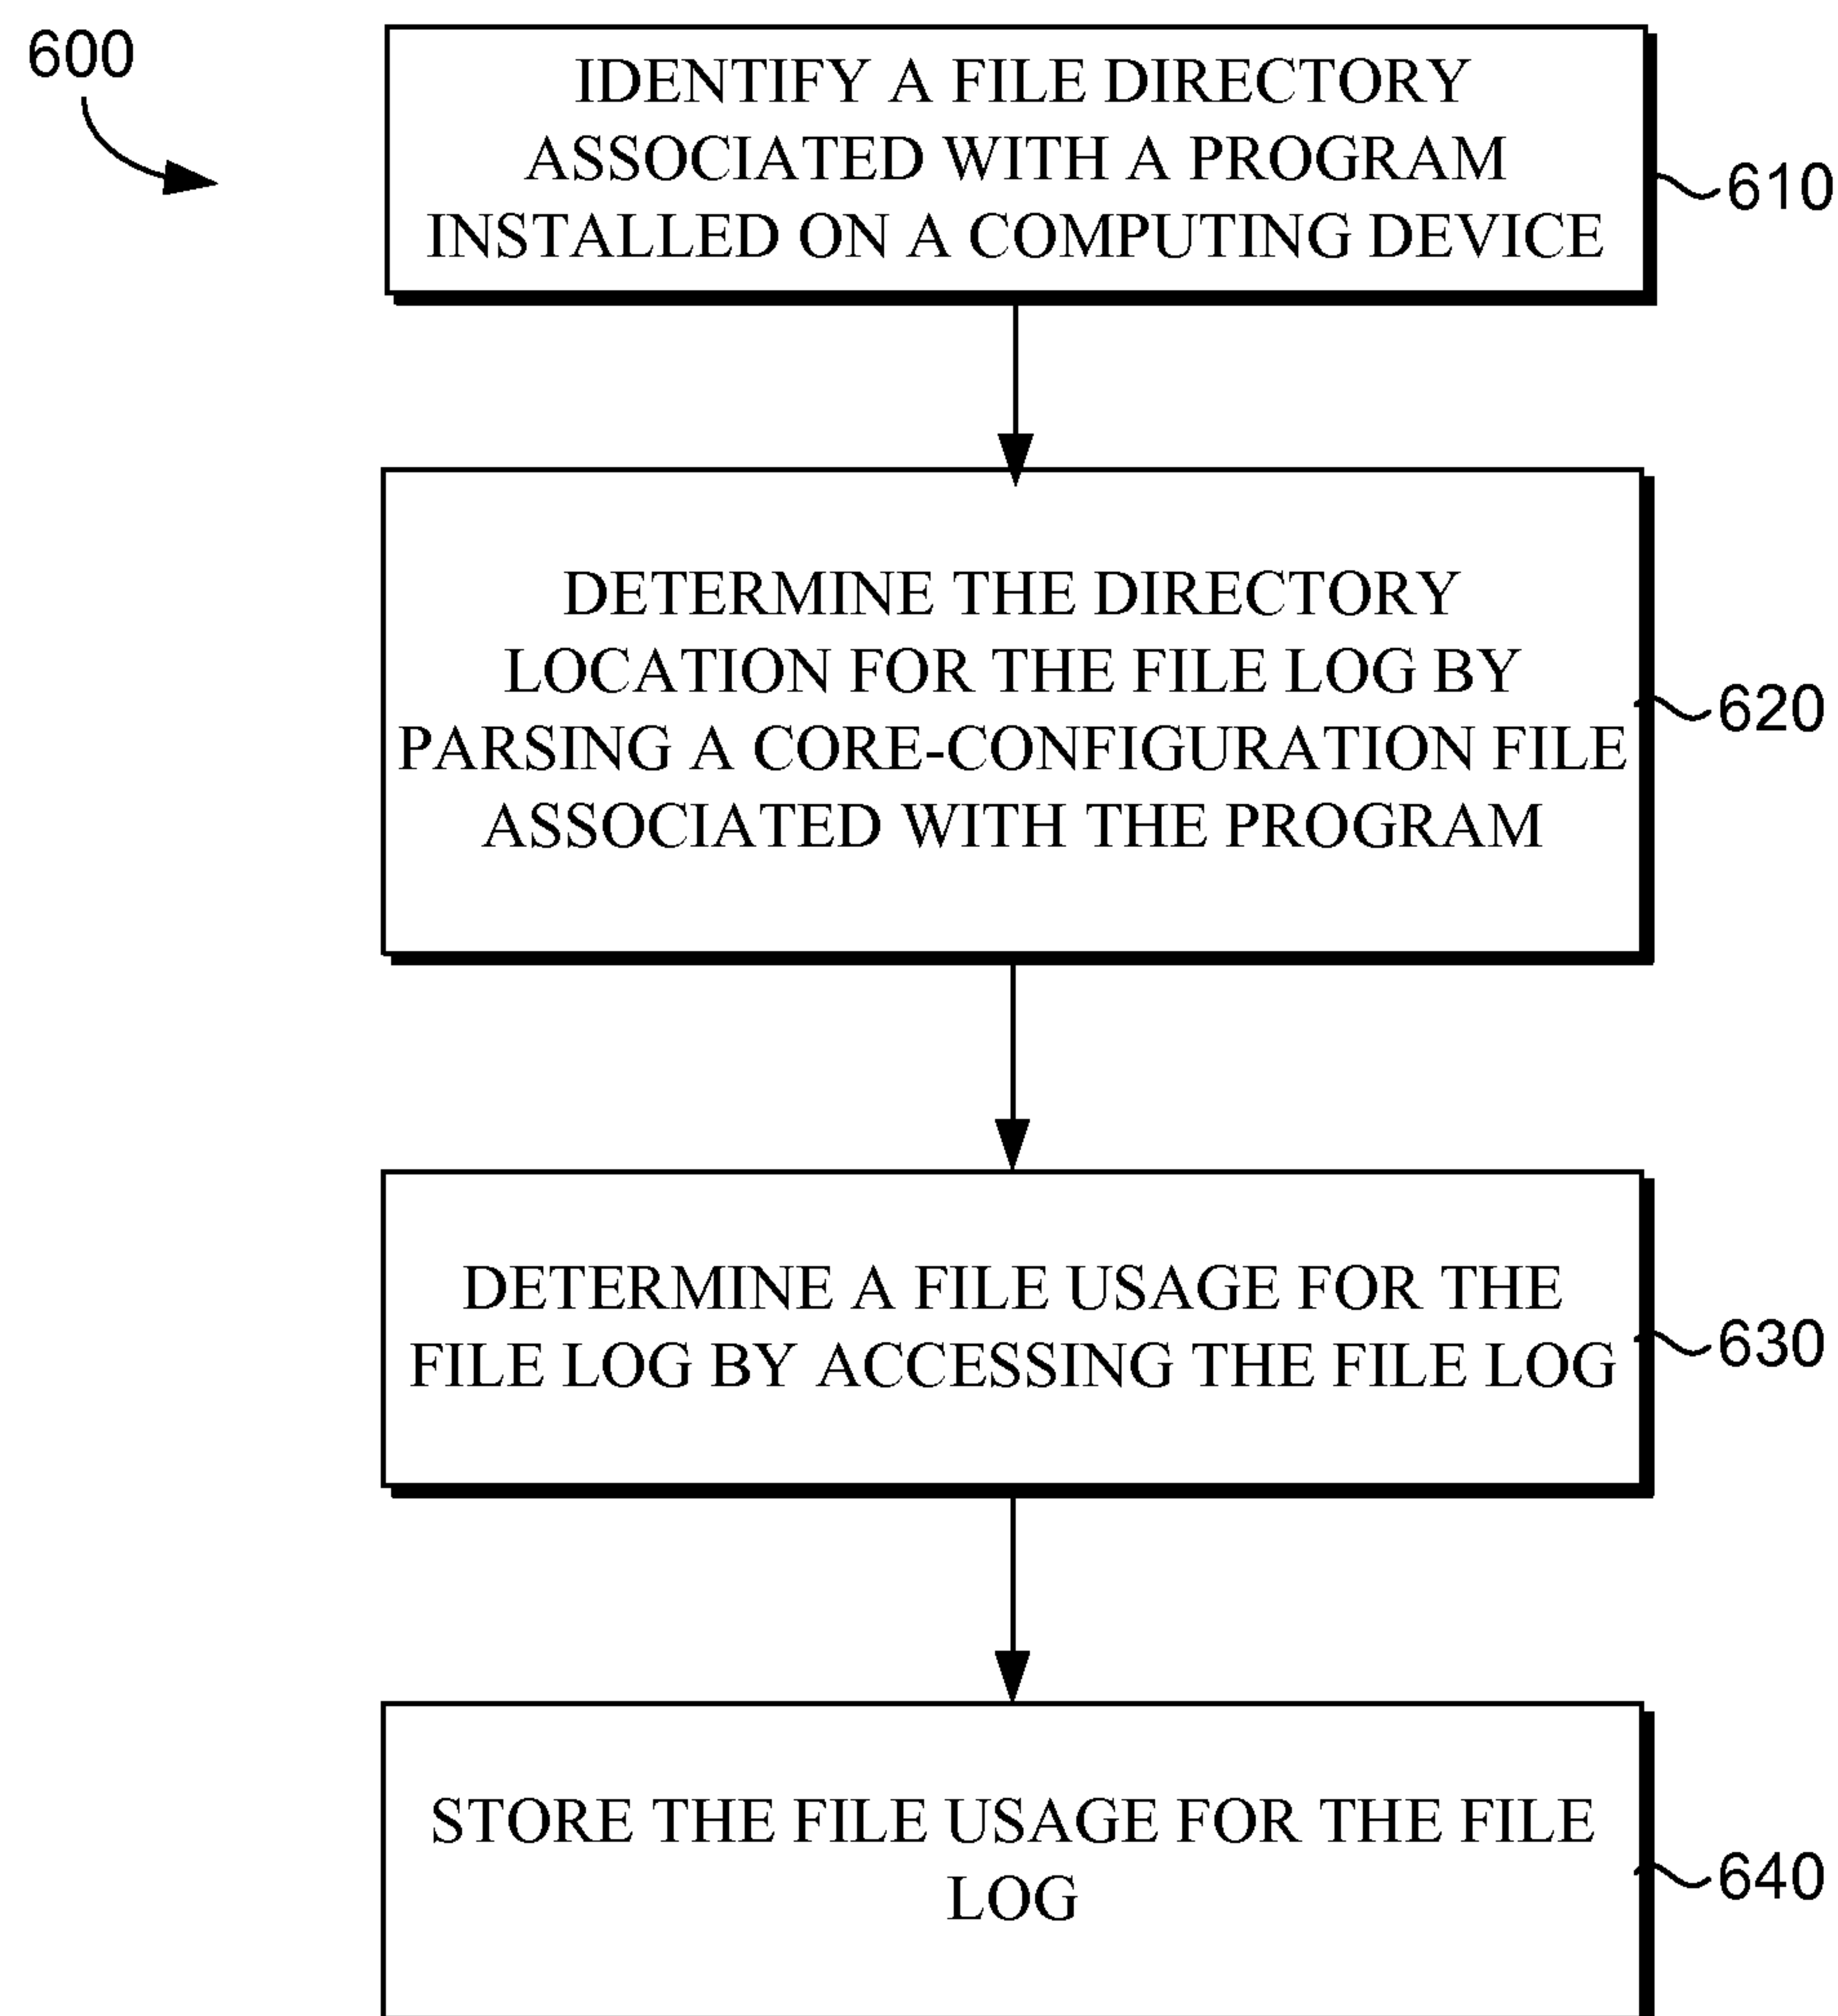 600
IDENTIFY A FILE DIRECTORY
ASSOCIATED WITH A PROGRAM
INSTALLED ON A COMPUTING DEVICE
610
DETERMINE THE DIRECTORY
LOCATION FOR THE FILE LOG BY
PARSING A CORE-CONFIGURATION FILE
ASSOCIATED WITH THE PROGRAM
620
DETERMINE A FILE USAGE FOR THE
FILE LOG BY ACCESSING THE FILE LOG
630
STORE THE FILE USAGE FOR THE FILE
LOG
640